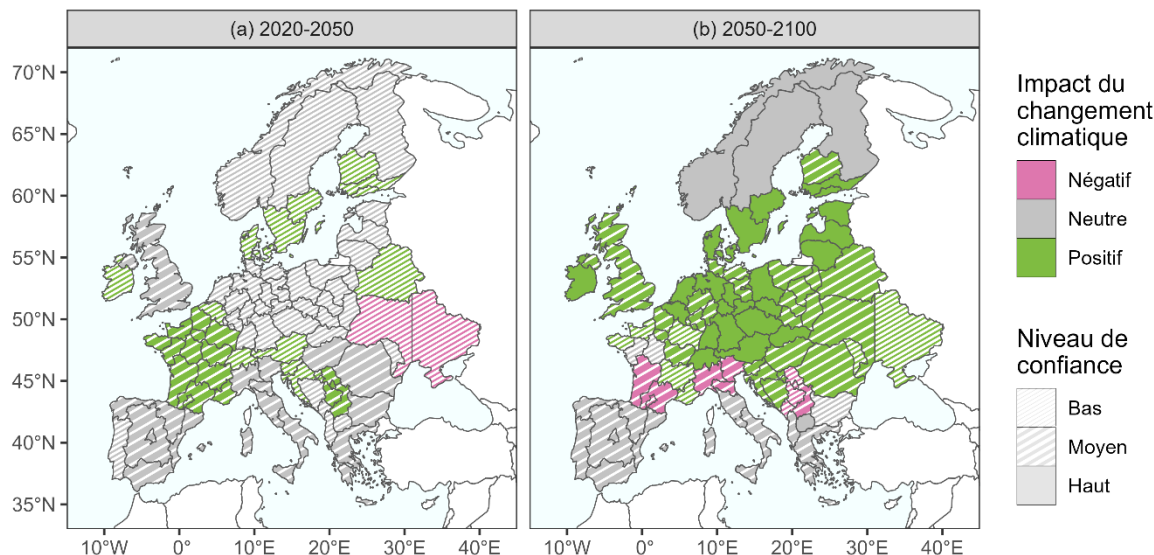 (a) 2020-2050
(b) 2050-2100
70°N
65°N
60°N
55°N
50°N
45°N
40°N
35°N
10°W 0° 10°E 20°E 30°E 40°E
10°W 0° 10°E 20°E 30°E 40°E
Impact du
changement
climatique
Négatif
Neutre
Positif
Niveau de
confiance
Bas
Moyen
Haut